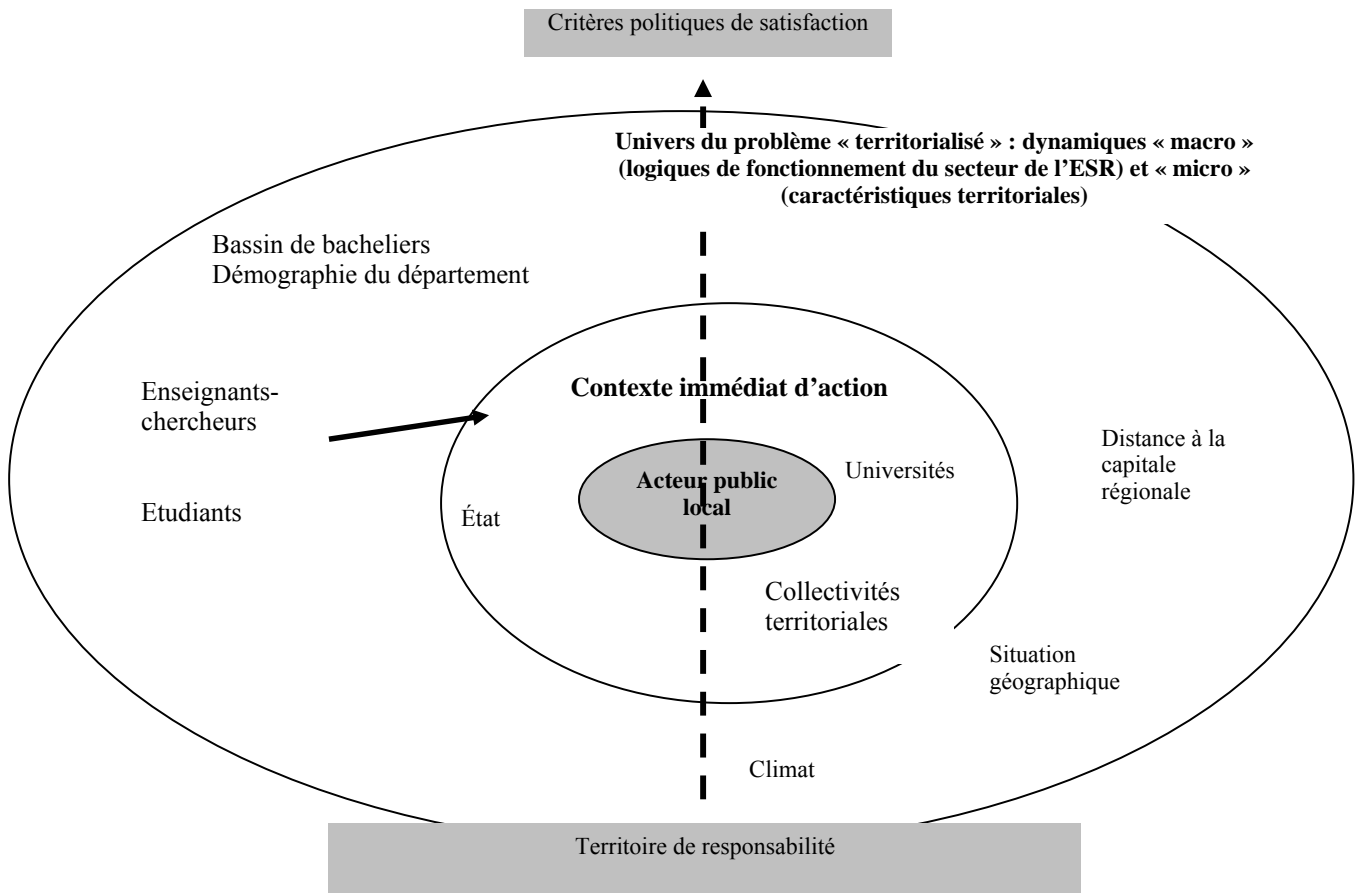 Critères politiques de satisfaction
Univers du problème « territorialisé » : dynamiques « macro »
(logiques de fonctionnement du secteur de l’ESR) et « micro »
(caractéristiques territoriales)
Bassin de bacheliers
Démographie du département
Contexte immédiat d’action
Enseignants-
chercheurs
Distance à la
capitale
régionale
Universités
Acteur public
local
Etudiants
État
Collectivités
territoriales
Situation
géographique
Climat
Territoire de responsabilité